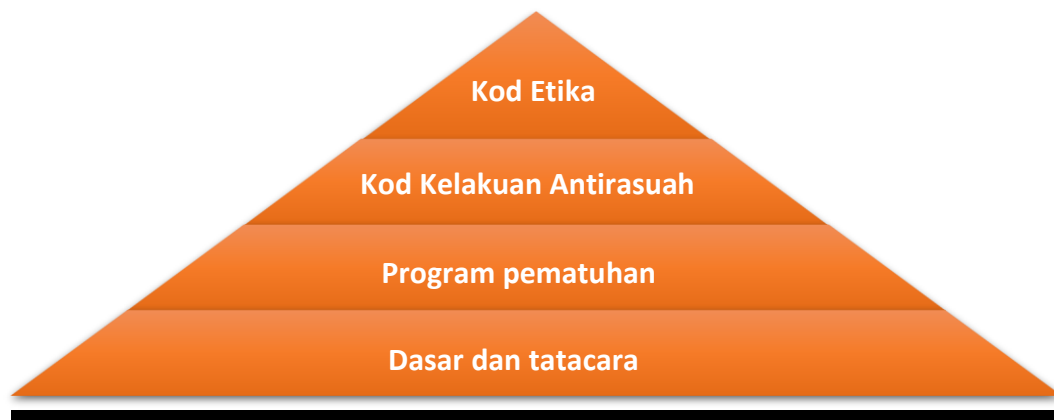 Kod Etika
Kod Kelakuan Antirasuah
Program pematuhan
Dasar dan tatacara